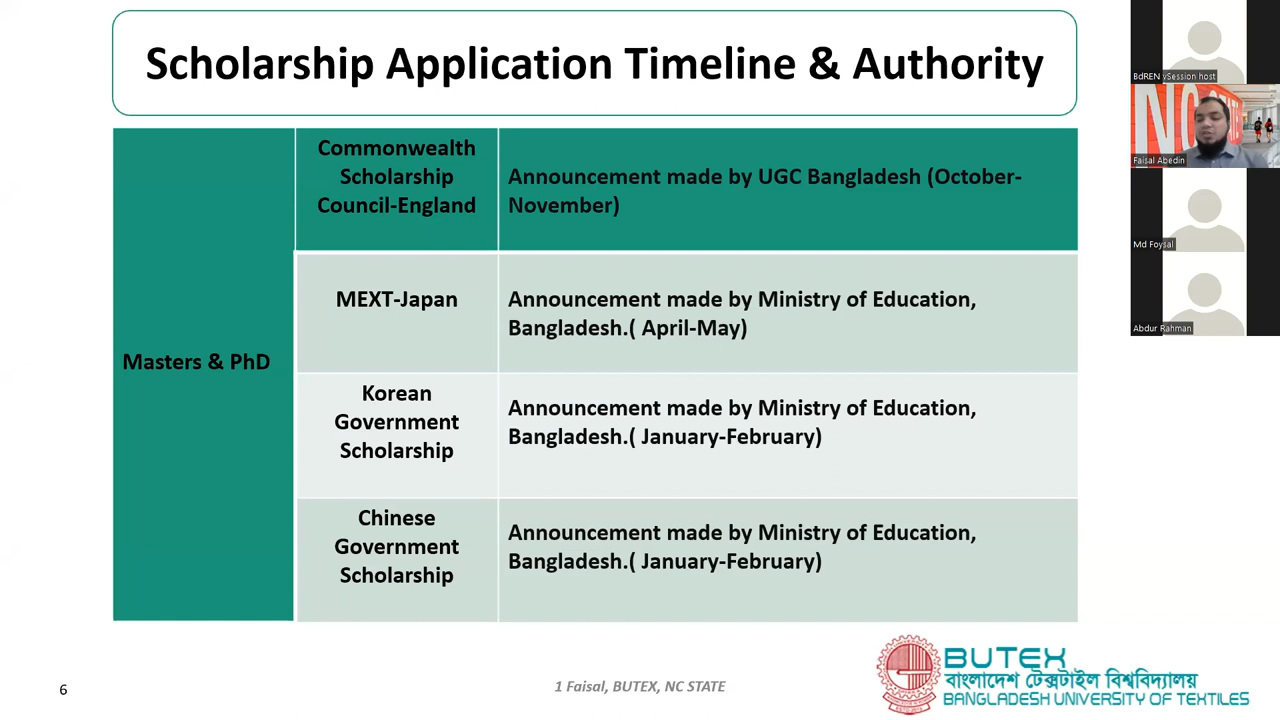 Scholarship Application Timeline & Authority
Masters & PhD
Commonwealth
Scholarship
Council-England
Announcement made by UGC Bangladesh (October-
November)
MEXT-Japan
Announcement made by Ministry of Education,
Bangladesh.( April-May)
Korean
Government
Scholarship
Announcement made by Ministry of Education,
Bangladesh.( January-February)
Chinese
Government
Scholarship
Announcement made by Ministry of Education,
Bangladesh.( January-February)
6
1 Faisal, BUTEX, NC STATE
BUTEX
বাংলাদেশ টেক্সটাইল বিশ্ববিদ্যালয়
BANGLADESH UNIVERSITY OF TEXTILES
BdREN Session host
NC
Faisal Abedin
Md Foysal
Abdur Rahman